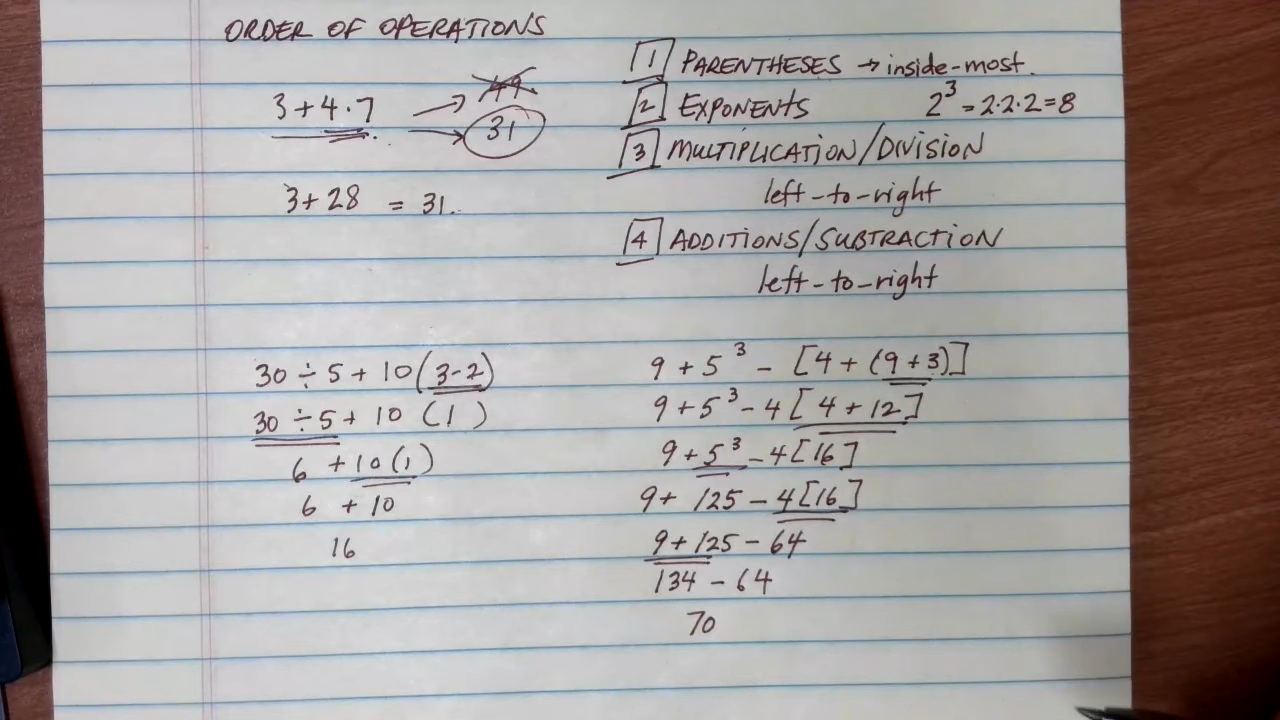 ORDER OF OPERATIONS
3 + 4 · 7 → 49
→ 31
3 + 28 = 31.
1 PARENTHESES → inside-most.
2 EXPONENTS 2³ = 2·2·2 = 8
3 MULTIPLICATION/DIVISION
left-to-right
4 ADDITIONS/SUBTRACTION
left-to-right
30 ÷ 5 + 10 (3-2)
30 ÷ 5 + 10 (1)
6 + 10 (1)
6 + 10
16
9 + 5³ - [4 + (9 + 3)]
9 + 5³ - 4 [4 + 12]
9 + 5³ - 4 [16]
9 + 125 - 4 [16]
9 + 125 - 64
134 - 64
70